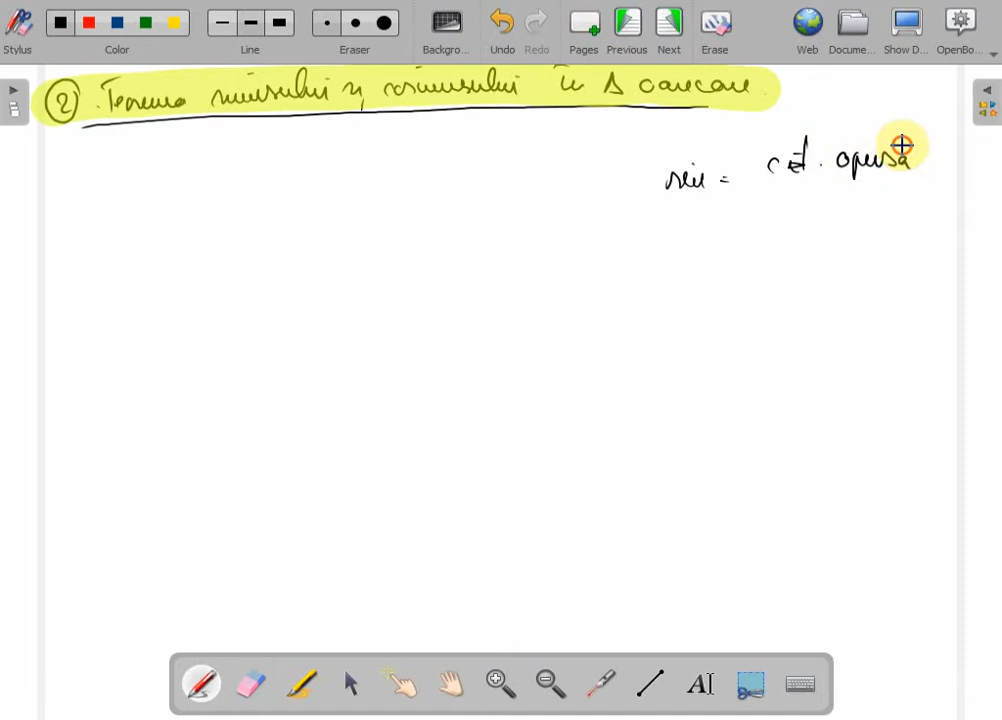 Stylus Color Line Eraser Backgro... Undo Redo Pages Previous Next Erase Web Docume... Show D... OpenBo...
② . Teorema sinusului și cosinusului în Δ oarecare.
sin = cat. opusă